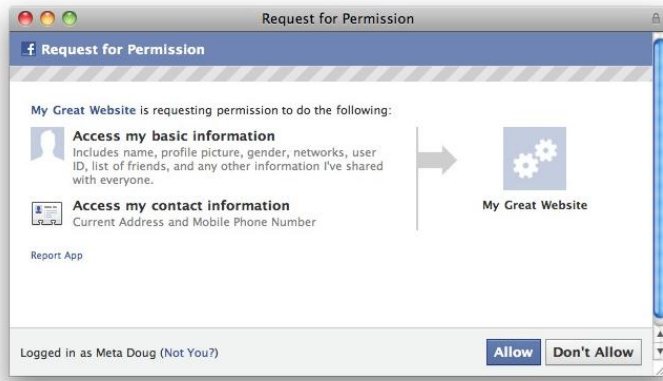 Request for Permission
Request for Permission
My Great Website is requesting permission to do the following:
Access my basic information
Includes name, profile picture, gender, networks, user
ID, list of friends, and any other information I've shared
with everyone.
Access my contact information
Current Address and Mobile Phone Number
My Great Website
Report App
Logged in as Meta Doug (Not You?)
Allow
Don't Allow